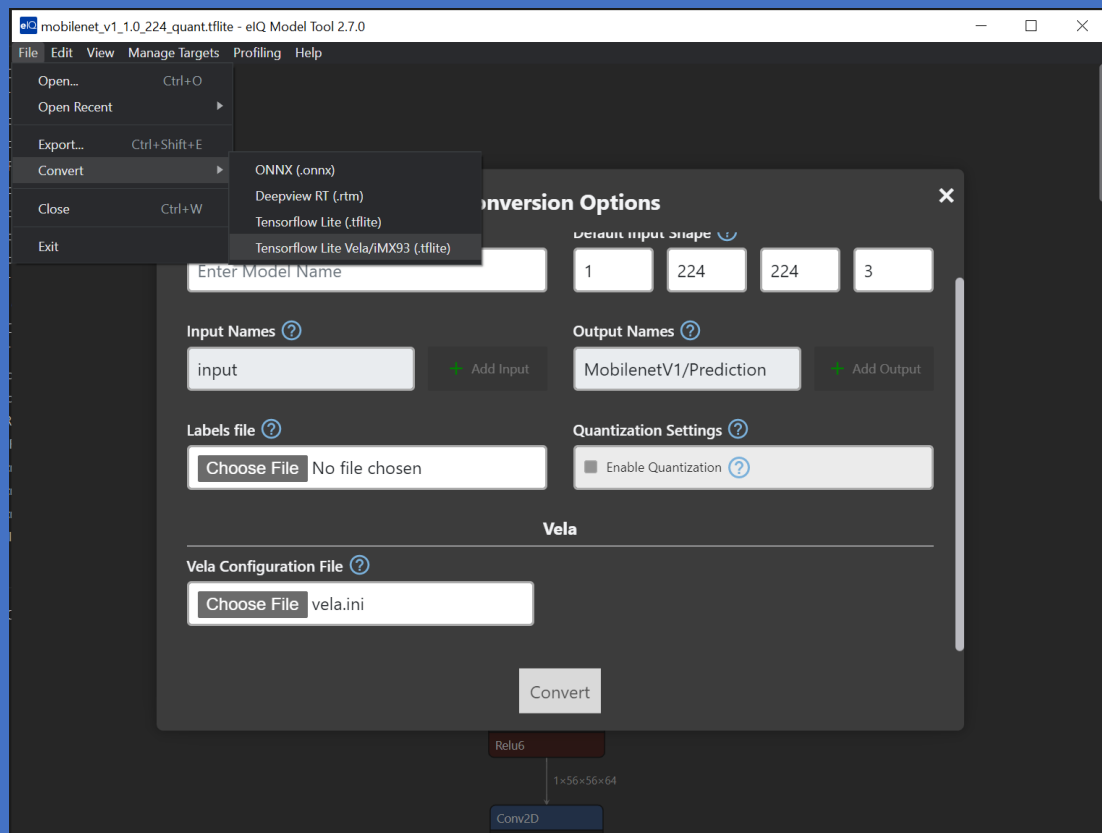 eIQ mobilenet_v1_1.0_224_quant.tflite - eIQ Model Tool 2.7.0
File Edit View Manage Targets Profiling Help
Open... Ctrl+O
Open Recent
Export... Ctrl+Shift+E
Convert
Close Ctrl+W
Exit
ONNX (.onnx)
Deepview RT (.rtm)
Tensorflow Lite (.tflite)
Tensorflow Lite Vela/iMX93 (.tflite)
nversion Options
Default Input Shape ?
Enter Model Name
1 224 224 3
Input Names ? Output Names ?
input + Add Input MobilenetV1/Prediction + Add Output
Labels file ? Quantization Settings ?
Choose File No file chosen Enable Quantization ?
Vela
Vela Configuration File ?
Choose File vela.ini
Convert
Relu6
1×56×56×64
Conv2D